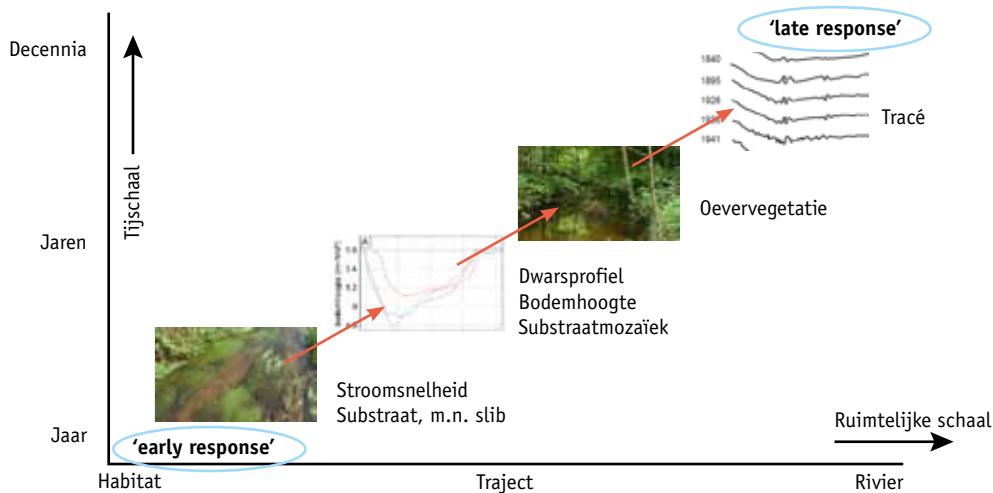 'late response'
Decennia
1840
1895
1926
1941
Tracé
Tijschaal
Oevervegetatie
Jaren
A
Dwarsprofiel
Bodemhoogte
Substraatmozaïek
Stroomsnelheid
Substraat, m.n. slib
Ruimtelijke schaal
Jaar
'early response'
Habitat
Traject
Rivier